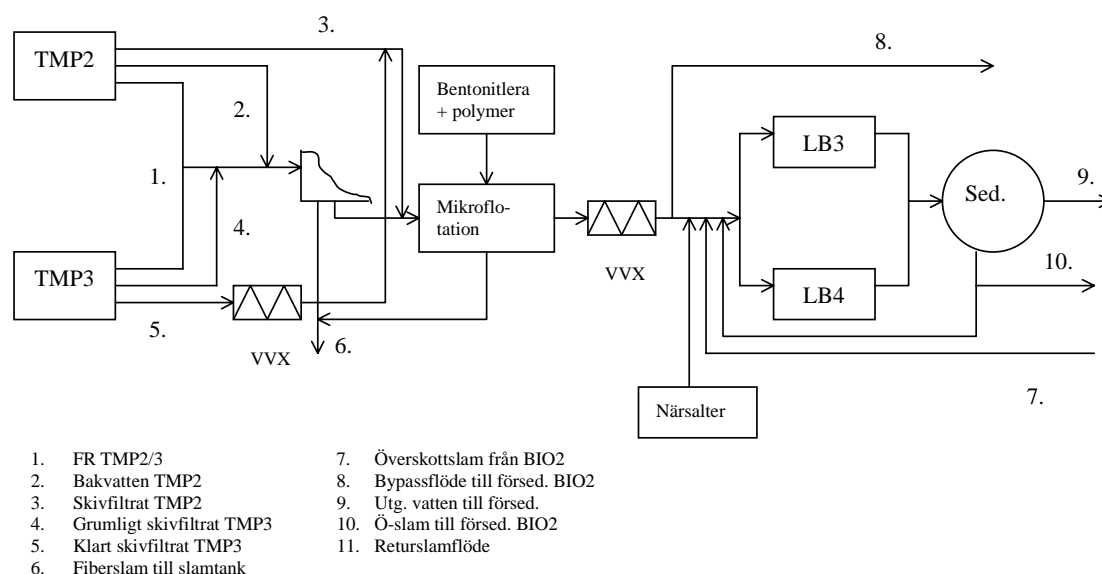 3.
8.
TMP2
Bentonitlera
+ polymer
2.
LB3
1.
Sed.
9.
Mikroflo-
tation
4.
VVX
TMP3
10.
LB4
5.
6.
VVX
7.
Närsalter
1. FR TMP2/3
2. Bakvatten TMP2
3. Skivfiltrat TMP2
4. Grumligt skivfiltrat TMP3
5. Klart skivfiltrat TMP3
6. Fiberslam till slamtank
7. Överskottslam från BIO2
8. Bypassflöde till försed. BIO2
9. Utg. vatten till försed.
10. Ö-slam till försed. BIO2
11. Returslamflöde